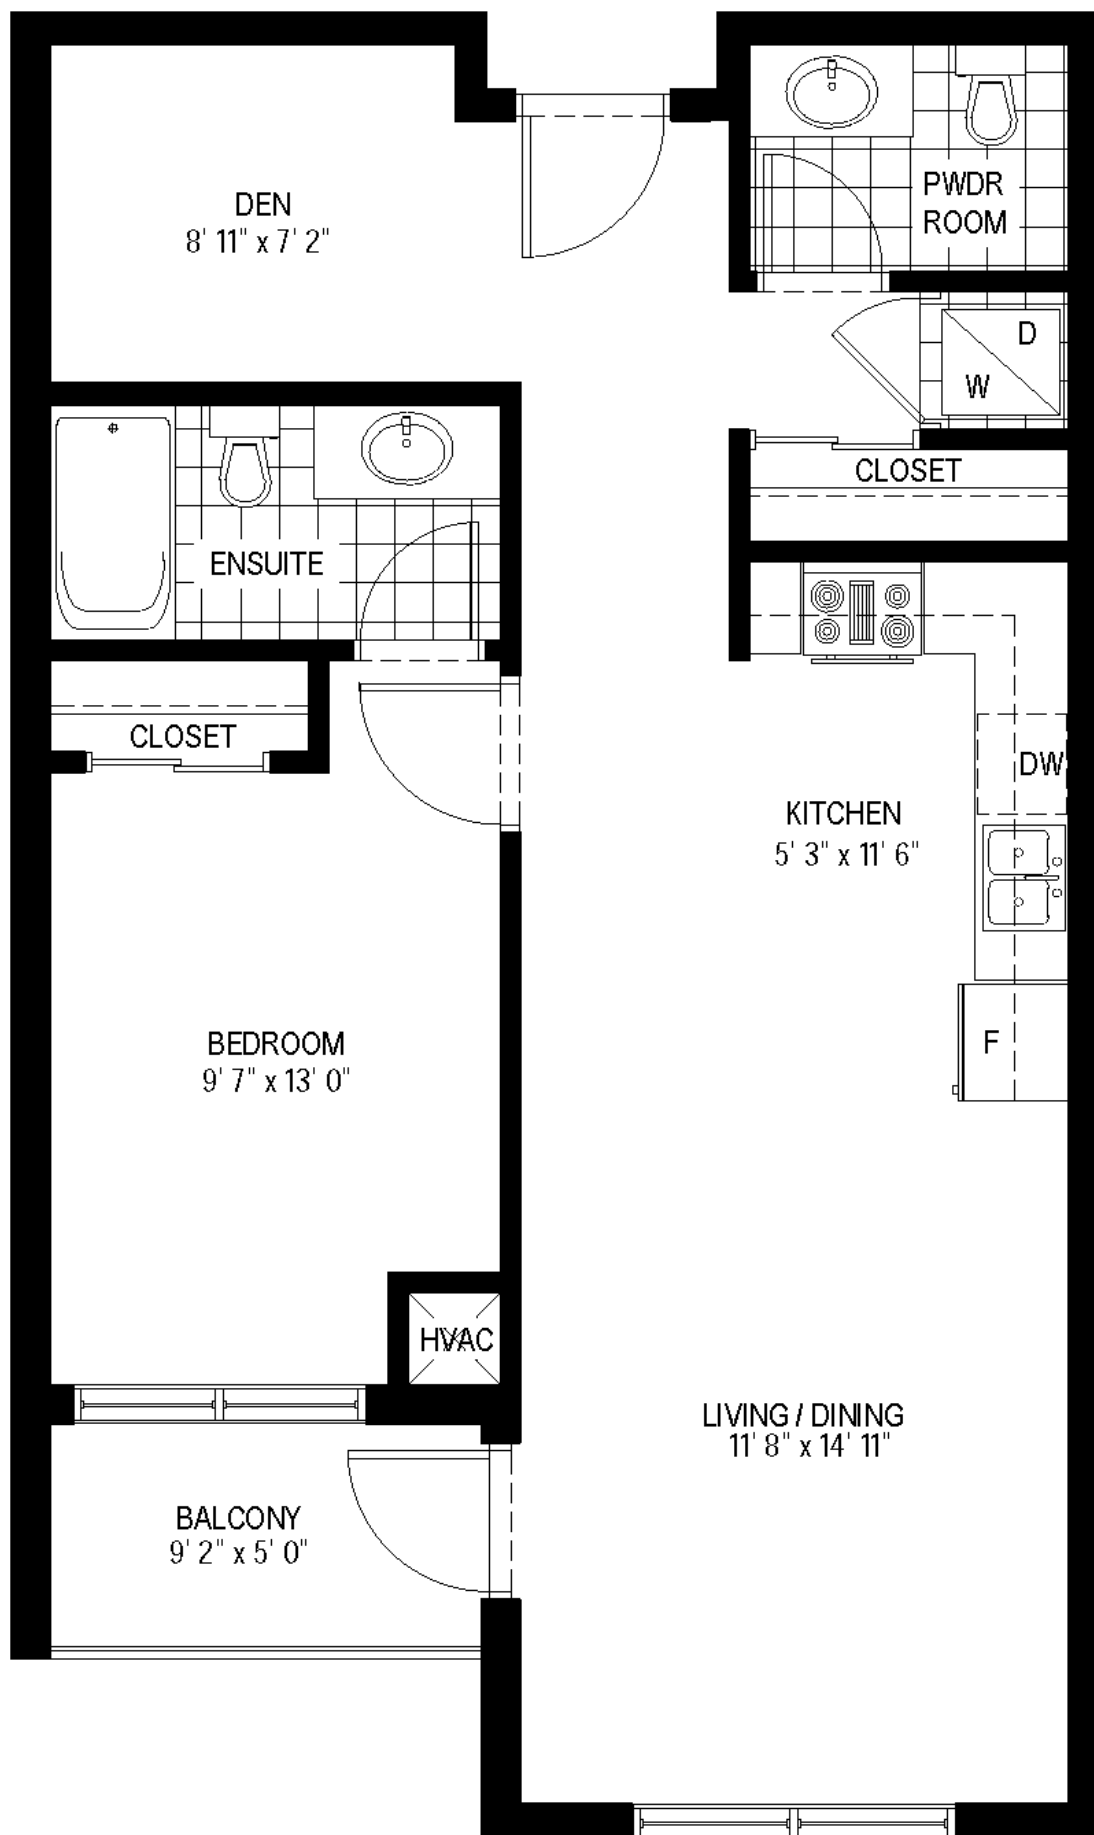 DEN
8' 11" x 7' 2"
PWDR
ROOM
D
W
CLOSET
ENSUITE
CLOSET
DW
KITCHEN
5' 3" x 11' 6"
F
BEDROOM
9' 7" x 13' 0"
HVAC
LIVING / DINING
11' 8" x 14' 11"
BALCONY
9' 2" x 5' 0"